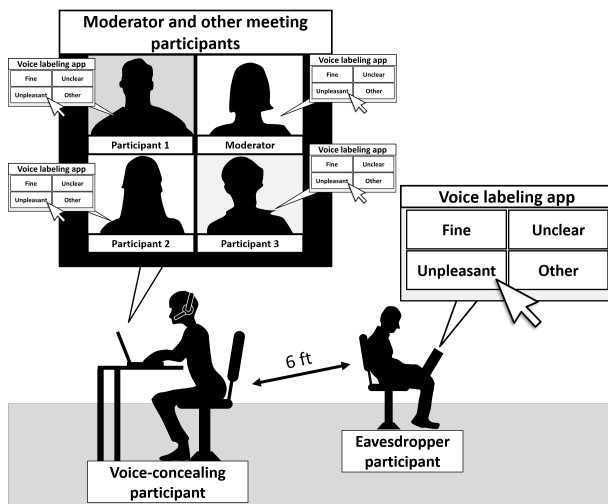 Moderator and other meeting
participants
Voice labeling app
Fine Unclear
Unpleasant Other
Voice labeling app
Fine Unclear
Unpleasant Other
Participant 1
Moderator
Voice labeling app
Fine Unclear
Unpleasant Other
Voice labeling app
Fine Unclear
Unpleasant Other
Participant 2
Participant 3
Voice labeling app
Fine Unclear
Unpleasant Other
6 ft
Voice-concealing
participant
Eavesdropper
participant